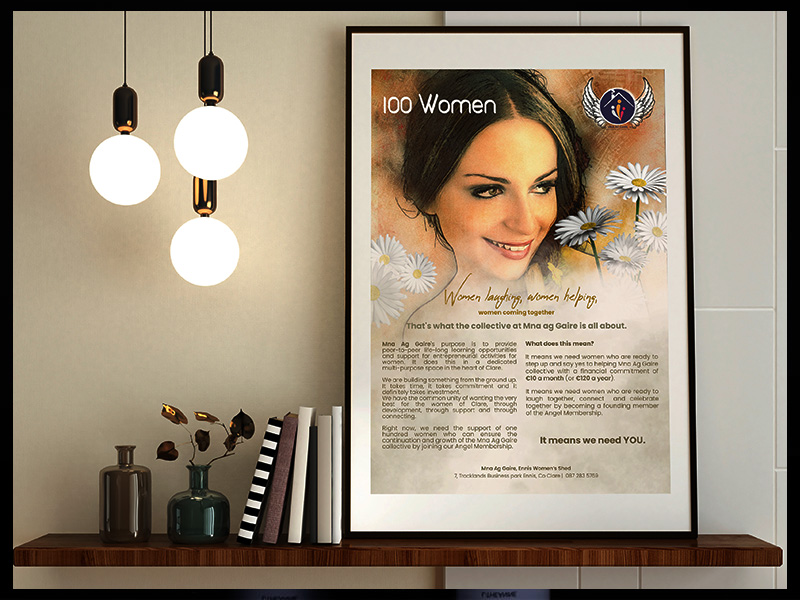 100 Women
Women laughing, women helping,
women coming together
That's what the collective at Mna ag Gaire is all about.
Mna Ag Gaire's purpose is to provide
peer-to-peer life-long learning opportunities
and support for entrepreneurial activities for
women. It does this in a dedicated
multi-purpose space in the heart of Clare.
We are building something from the ground up.
It takes time, it takes commitment and it
definitely takes investment.
We have the common unity of wanting the very
best for the women of Clare, through
development, through support and through
connecting.
Right now, we need the support of one
hundred women who can ensure the
continuation and growth of the Mna Ag Gaire
collective by joining our Angel Membership.
What does this mean?
It means we need women who are ready to
step up and say yes to helping Mna Ag Gaire
collective with a financial commitment of
€10 a month (or €120 a year).
It means we need women who are ready to
laugh together, connect and celebrate
together by becoming a founding member
of the Angel Membership.
It means we need YOU.
Mna Ag Gaire, Ennis Women's Shed
7, Tracklands Business park Ennis, Co Clare | 087 283 5759